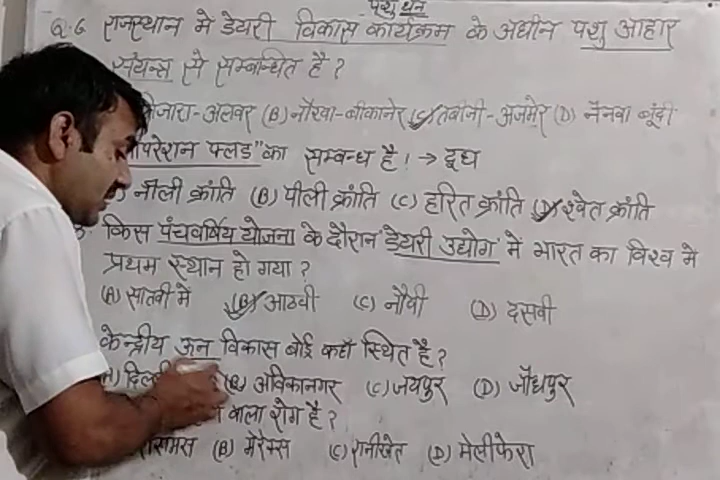 पशु धन
Q.6 राजस्थान मे डेयरी विकास कार्यक्रम के अधीन पशु आहार
संयन्त्र से सम्बन्धित है ?
जारा-अलवर (B) नौखा-बीकानेर (C) तबीजी-अजमेर (D) नैनवा बूंदी
परेशन फ्लड" का सम्बन्ध है। → दूध
नीली क्रांति (B) पीली क्रांति (C) हरित क्रांति (D) श्वेत क्रांति
किस पंचवर्षिय योजना के दौरान डेयरी उद्योग मे भारत का विश्व मे
प्रथम स्थान हो गया ?
(A) सातवी मे (B) आठवी (C) नौवी (D) दसवी
केन्द्रीय ऊन विकास बोर्ड कहाँ स्थित है ?
(B) अविकानगर (C) जयपुर (D) जौधपुर
वाला रोग है ?
(B) मेरेक्स (C) रानीखेत (D) मेलीफेरा